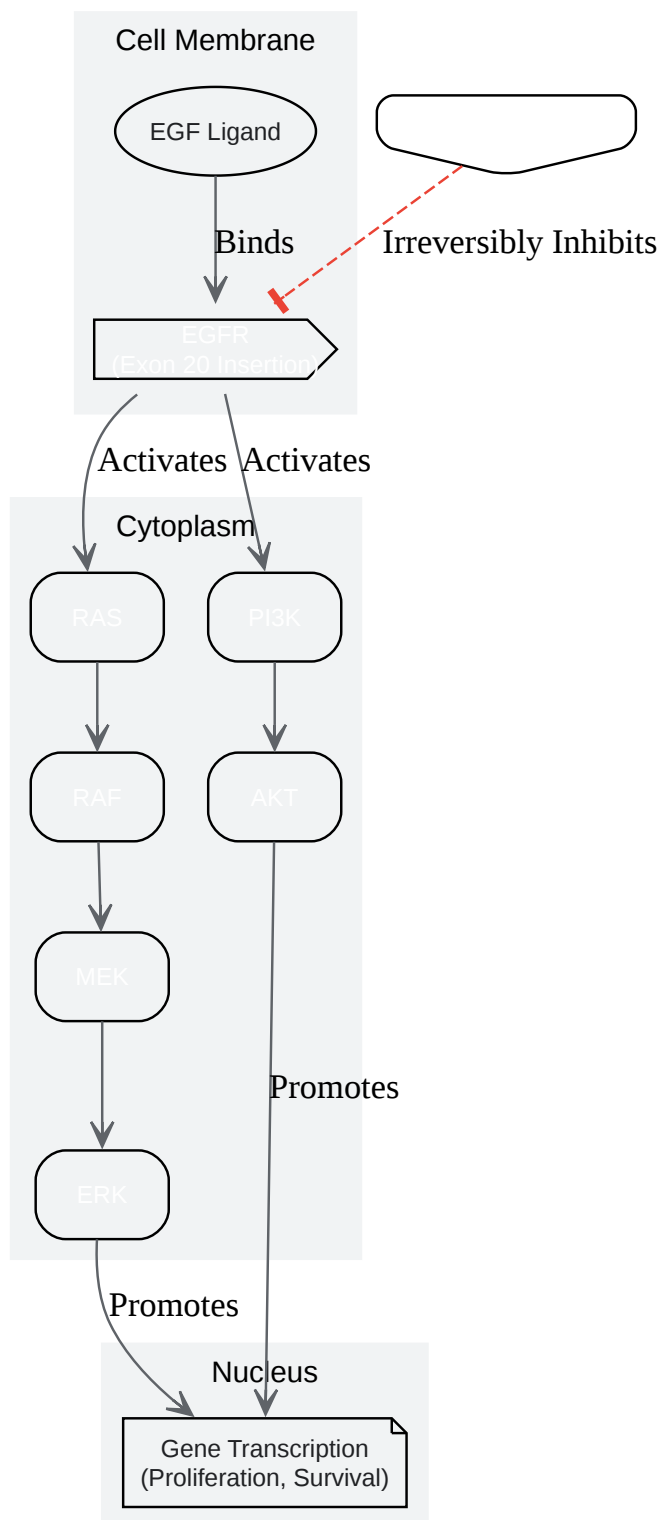 Cell Membrane
EGF Ligand
Binds
Irreversibly Inhibits
EGFR
(Exon 20 Insertion)
Activates
Activates
Cytoplasm
RAS
PI3K
RAF
AKT
MEK
Promotes
ERK
Promotes
Nucleus
Gene Transcription
(Proliferation, Survival)